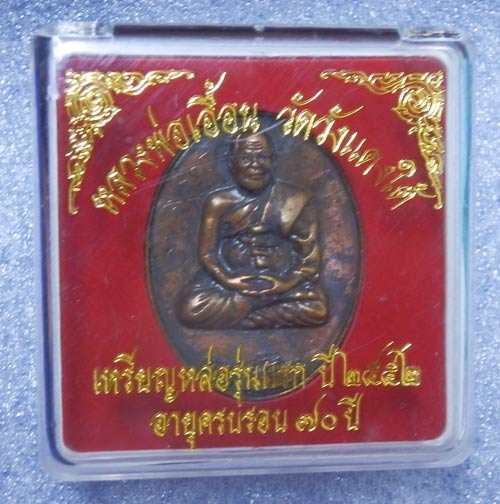 หลวงพ่อเอื้อน วัดวังแดงใต้
เหรียญหล่อรุ่นแรก ปี ๒๕๕๒
อายุครบรอบ ๗๐ ปี